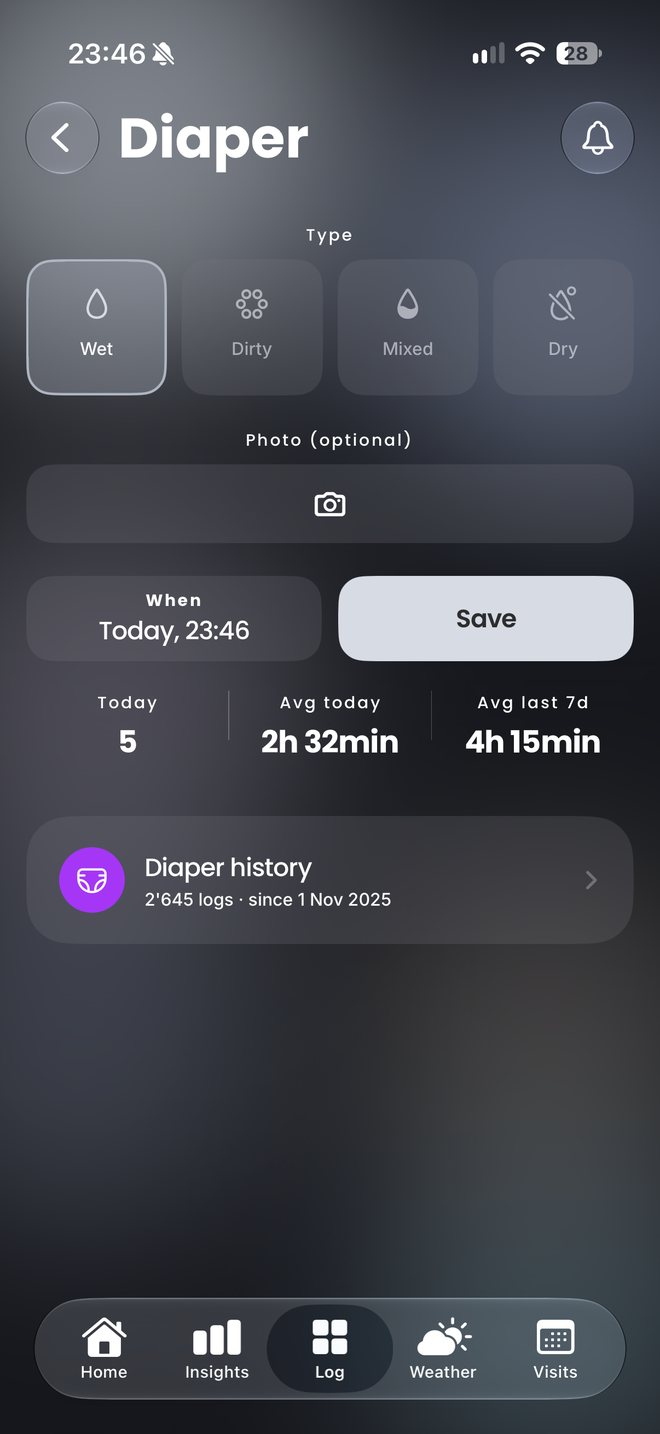 23:46
28
Diaper
Type
Wet
Dirty
Mixed
Dry
Photo (optional)
When
Today, 23:46
Save
Today
5
Avg today
2h 32min
Avg last 7d
4h 15min
Diaper history
2'645 logs · since 1 Nov 2025
Home
Insights
Log
Weather
Visits